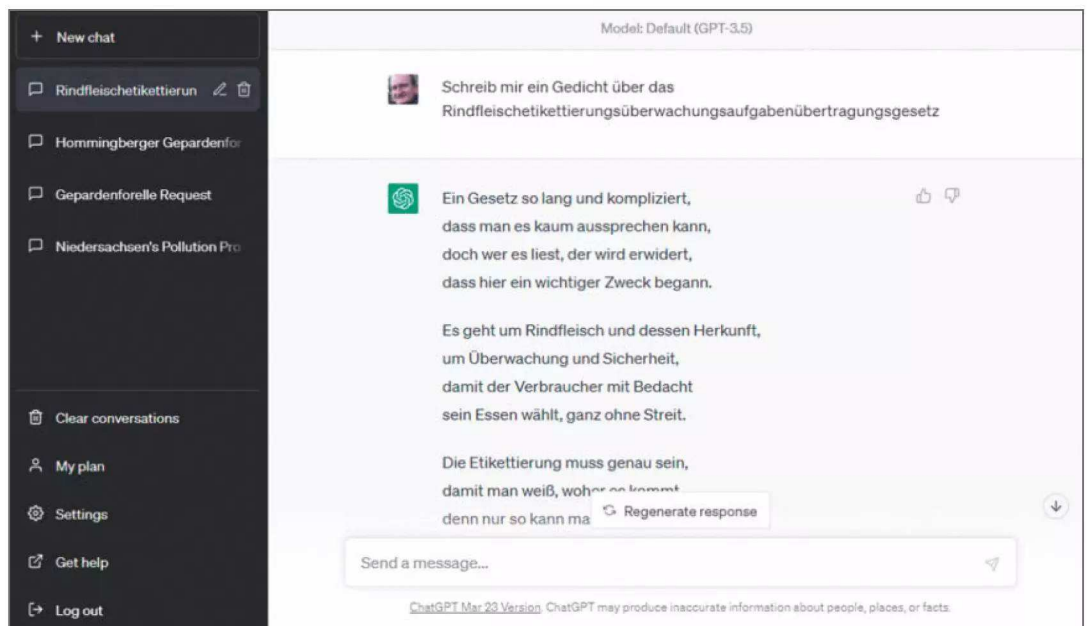 New chat
Rindfleischetikettierun
Hommingberger Gepardenfor
Gepardenforelle Request
Niedersachsen's Pollution Pro
Clear conversations
My plan
Settings
Get help
Log out
Model: Default (GPT-3.5)
Schreib mir ein Gedicht über das
Rindfleischetikettierungsüberwachungsaufgabenübertragungsgesetz
Ein Gesetz so lang und kompliziert,
dass man es kaum aussprechen kann,
doch wer es liest, der wird erwidert,
dass hier ein wichtiger Zweck begann.
Es geht um Rindfleisch und dessen Herkunft,
um Überwachung und Sicherheit,
damit der Verbraucher mit Bedacht
sein Essen wählt, ganz ohne Streit.
Die Etikettierung muss genau sein,
damit man weiß,
denn nur so kann
Regenerate response
Send a message...
ChatGPT Mar 23 Version. ChatGPT may produce inaccurate information about people, places, or facts.